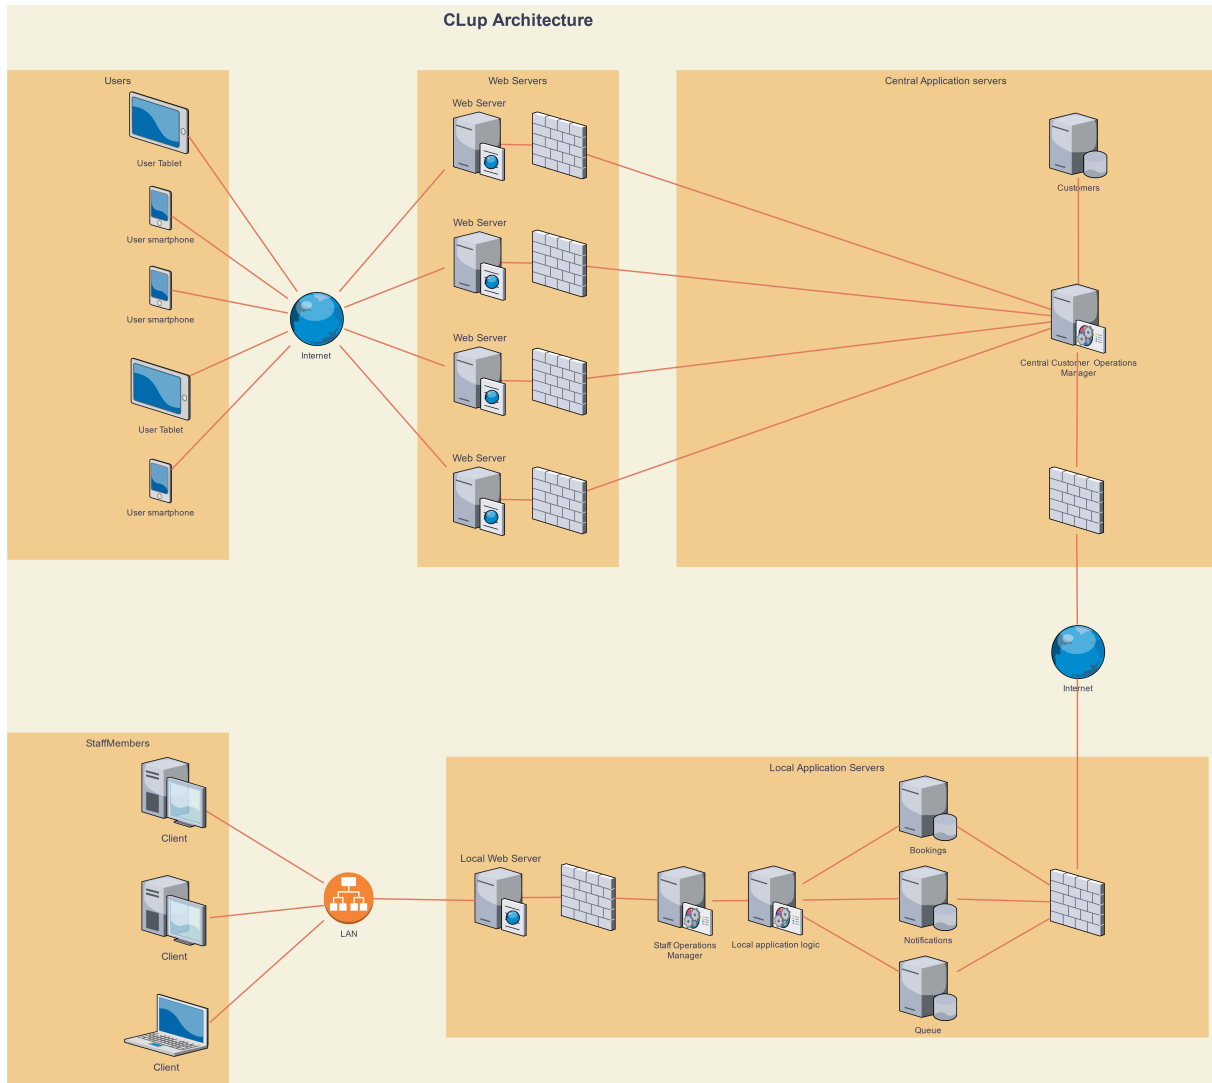 CLup Architecture
Users
User Tablet
User smartphone
User smartphone
User Tablet
User smartphone
Internet
Web Servers
Web Server
Web Server
Web Server
Web Server
Central Application servers
Customers
Central Customer Operations
Manager
Internet
StaffMembers
Client
Client
Client
LAN
Local Application Servers
Local Web Server
Staff Operations
Manager
Local application logic
Bookings
Notifications
Queue